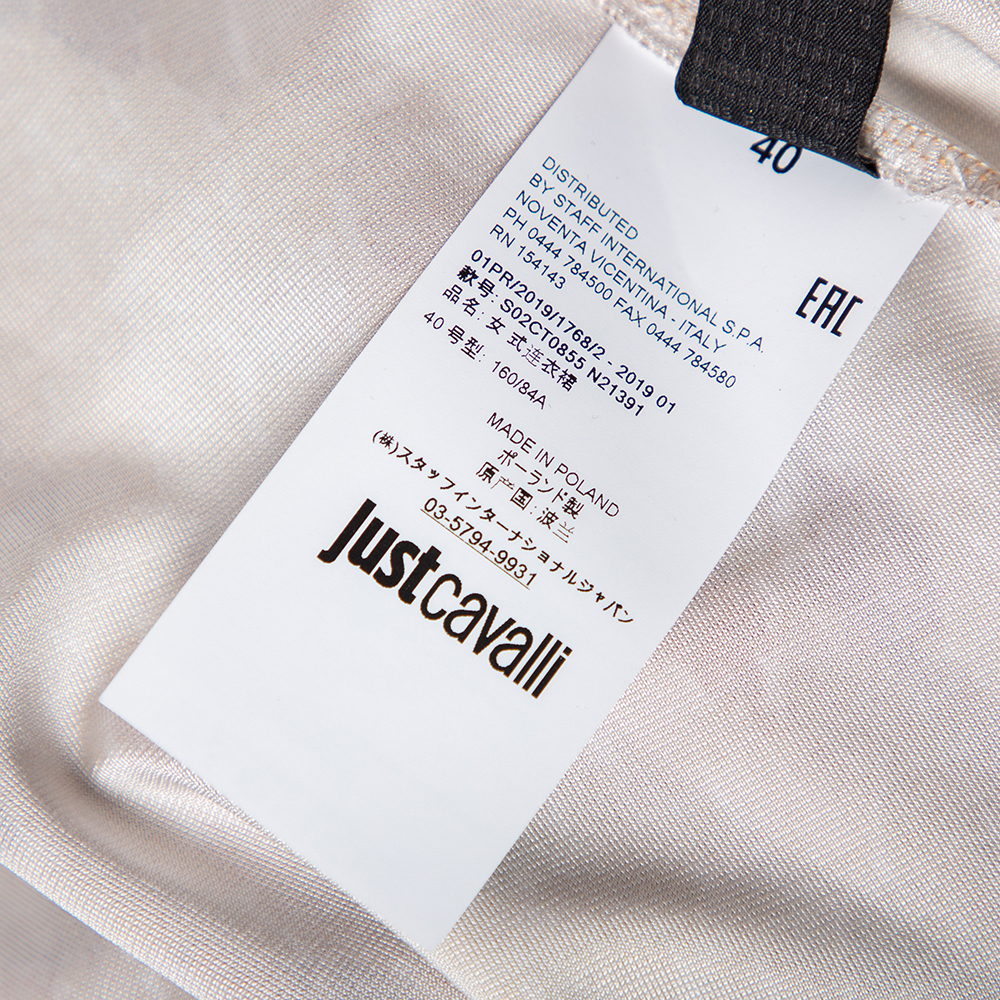 40
DISTRIBUTED
BY STAFF INTERNATIONAL S.P.A.
NOVENTA VICENTINA - ITALY
PH 0444 784500 FAX 0444 784580
RN 154143
EAC
01PR/2019/1768/2 - 2019 01
款号: S02CT0855 N21391
品名: 女 式连衣裙
40 号型: 160/84A
MADE IN POLAND
ポーランド製
原产国: 波兰
(株)スタッフインターナショナルジャパン
03-5794-9931
justcavalli